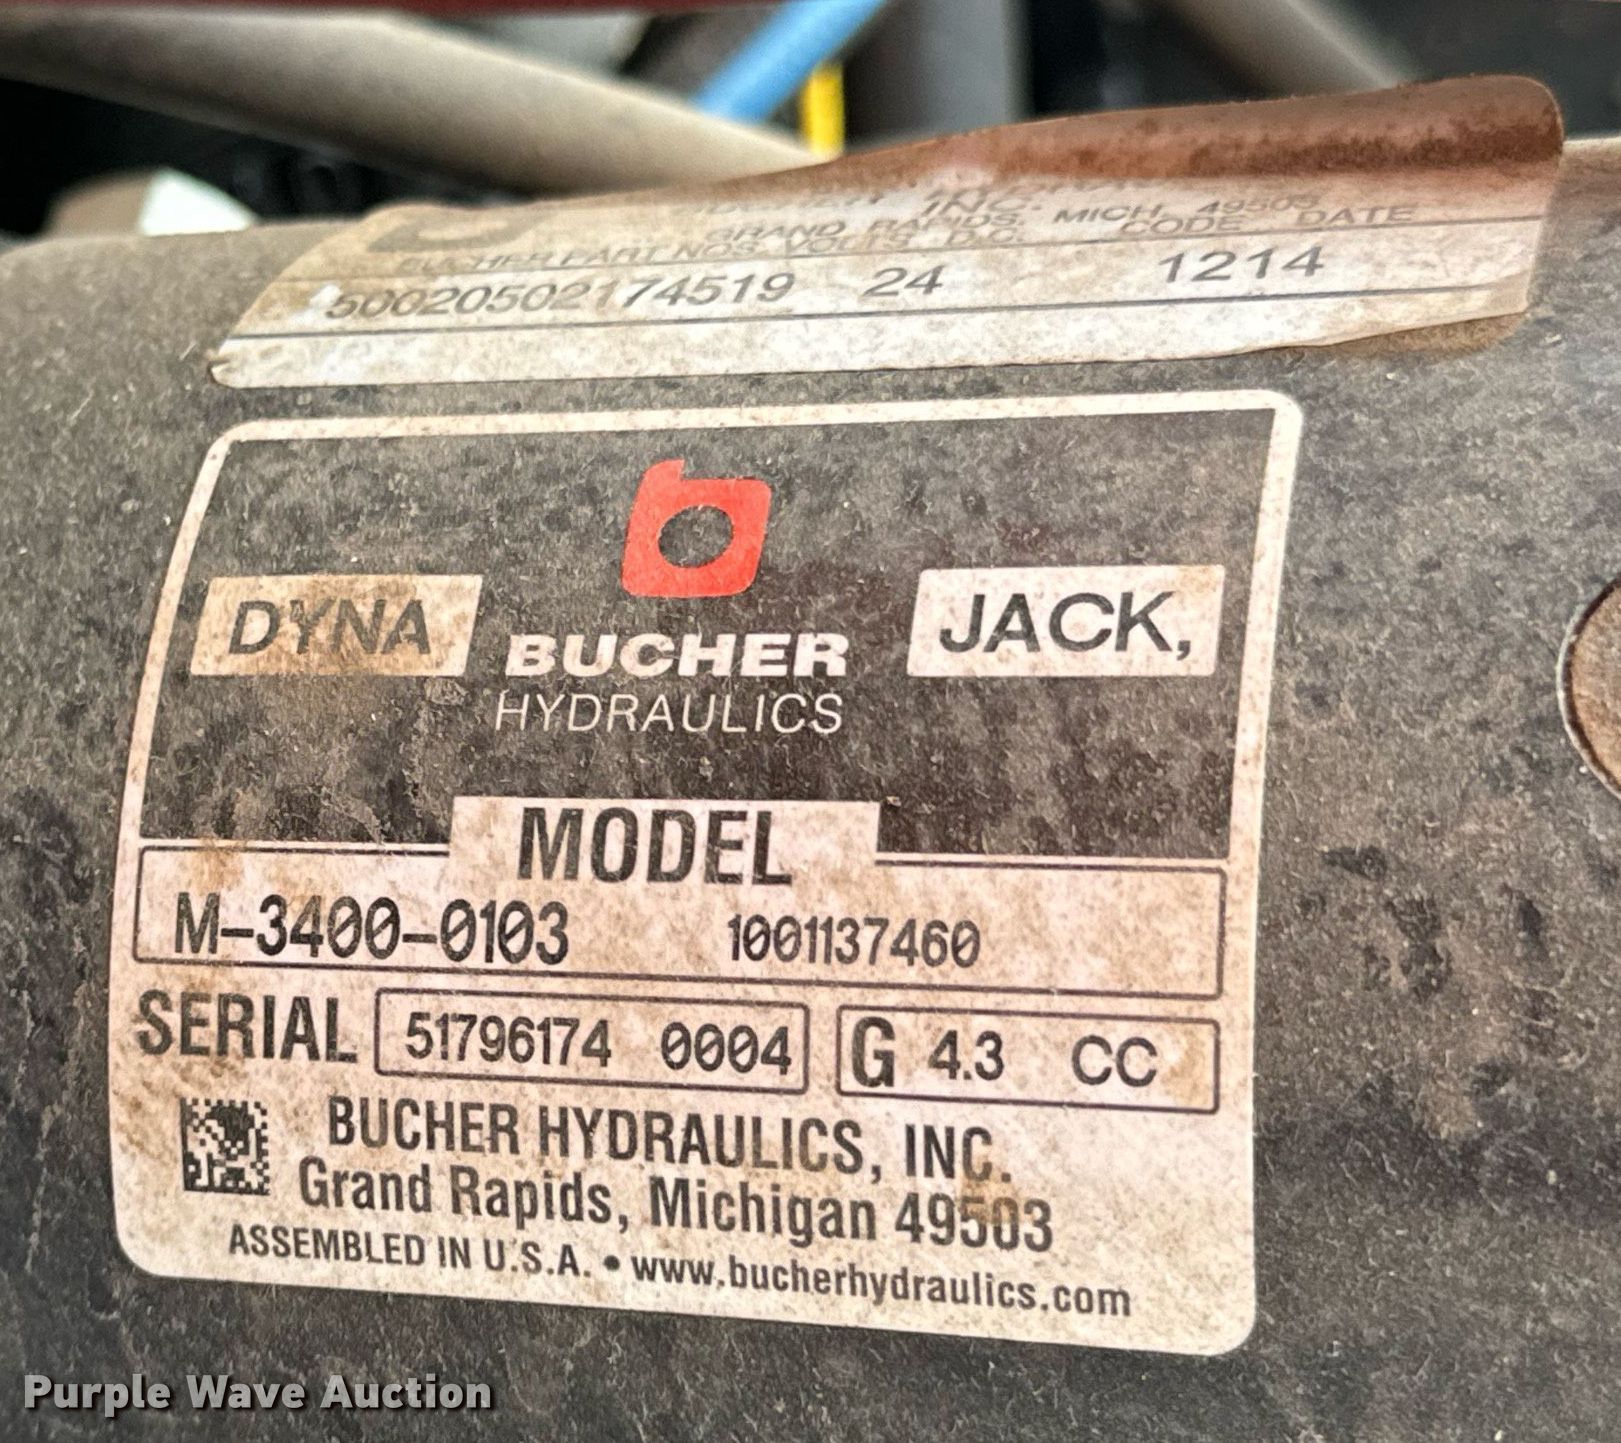 INC.
GRAND RAPIDS, MICH. 49503
BUCHER PART NOS. VOLTS D.C. CODE DATE
50020502174519 24 1214
DYNA BUCHER JACK,
HYDRAULICS
MODEL
M-3400-0103 1001137460
SERIAL 51796174 0004 G 4.3 CC
BUCHER HYDRAULICS, INC.
Grand Rapids, Michigan 49503
ASSEMBLED IN U.S.A. • www.bucherhydraulics.com
Purple Wave Auction